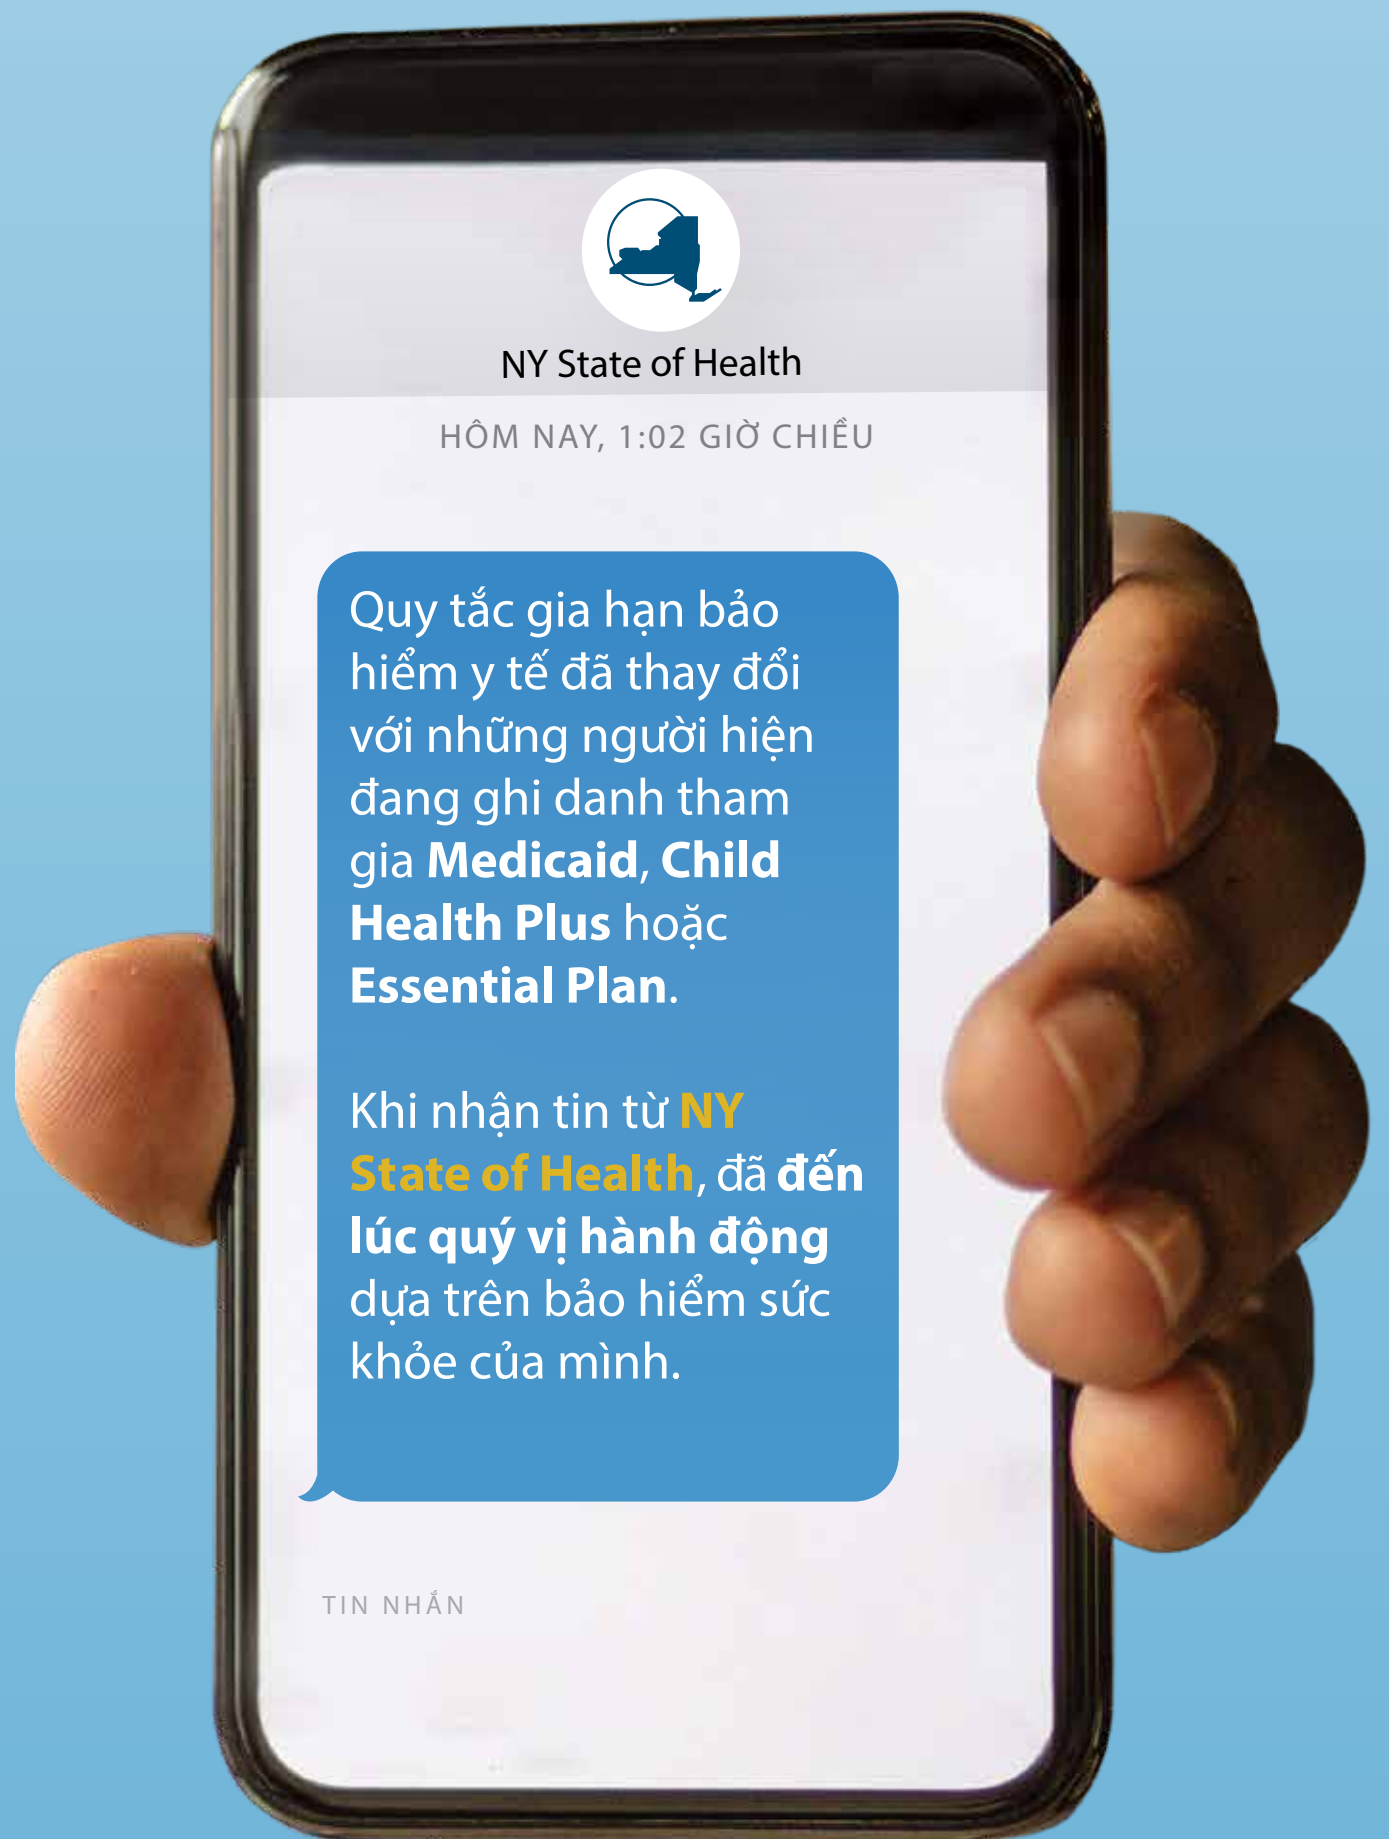 NY State of Health
HÔM NAY, 1:02 GIỜ CHIỀU
Quy tắc gia hạn bảo
hiểm y tế đã thay đổi
với những người hiện
đang ghi danh tham
gia Medicaid, Child
Health Plus hoặc
Essential Plan.
Khi nhận tin từ NY
State of Health, đã đến
lúc quý vị hành động
dựa trên bảo hiểm sức
khỏe của mình.
TIN NHẮN